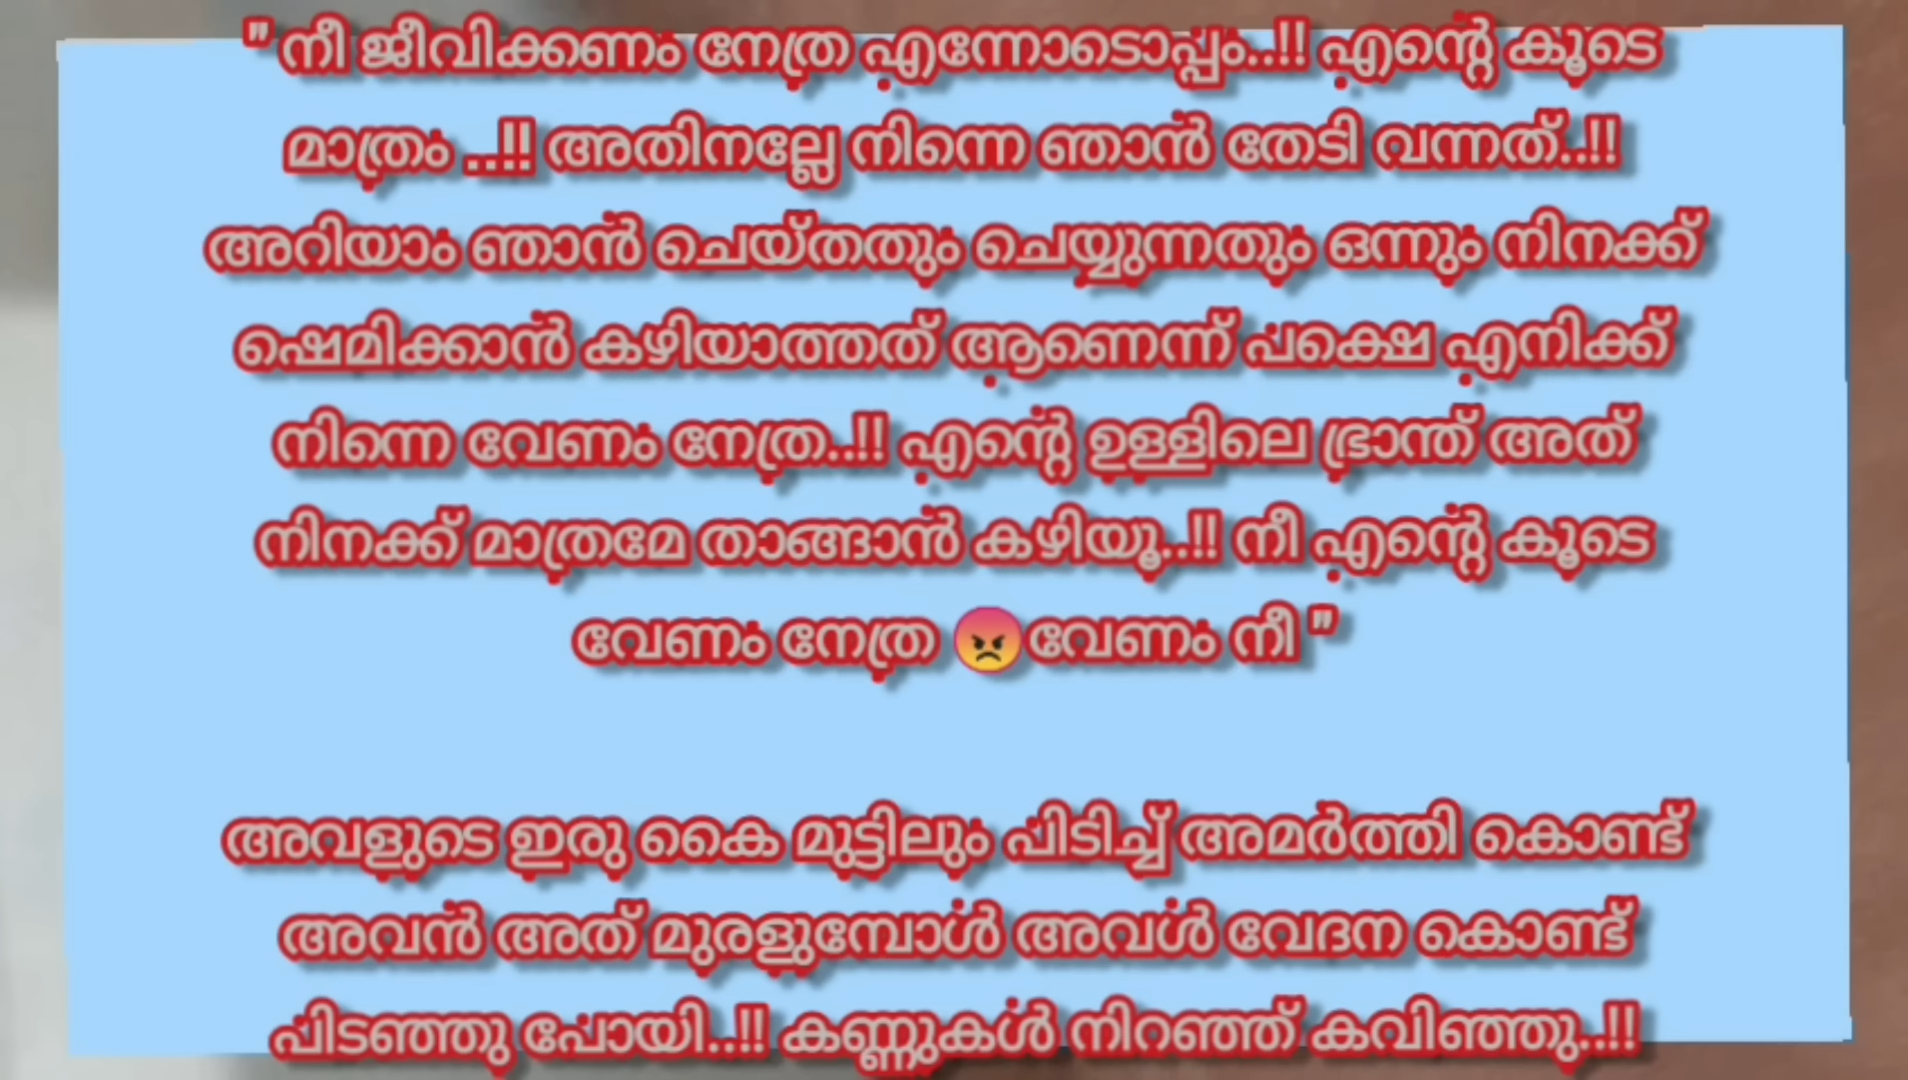 " നീ ജീവിക്കണം നേത്ര എന്നോടൊപ്പം..!! എന്റെ കൂടെ
മാത്രം ..!! അതിനല്ലേ നിന്നെ ഞാൻ തേടി വന്നത്..!!
അറിയാം ഞാൻ ചെയ്തതും ചെയ്യുന്നതും ഒന്നും നിനക്ക്
ഷെമിക്കാൻ കഴിയാത്തത് ആണെന്ന് പക്ഷെ എനിക്ക്
നിന്നെ വേണം നേത്ര..!! എന്റെ ഉള്ളിലെ ഭ്രാന്ത് അത്
നിനക്ക് മാത്രമേ താങ്ങാൻ കഴിയൂ..!! നീ എന്റെ കൂടെ
വേണം നേത്ര 😡വേണം നീ "
അവളുടെ ഇരു കൈ മുട്ടിലും പിടിച്ച് അമർത്തി കൊണ്ട്
അവൻ അത് മുരളുമ്പോൾ അവൾ വേദന കൊണ്ട്
പിടഞ്ഞു പോയി..!! കണ്ണുകൾ നിറഞ്ഞ് കവിഞ്ഞു..!!